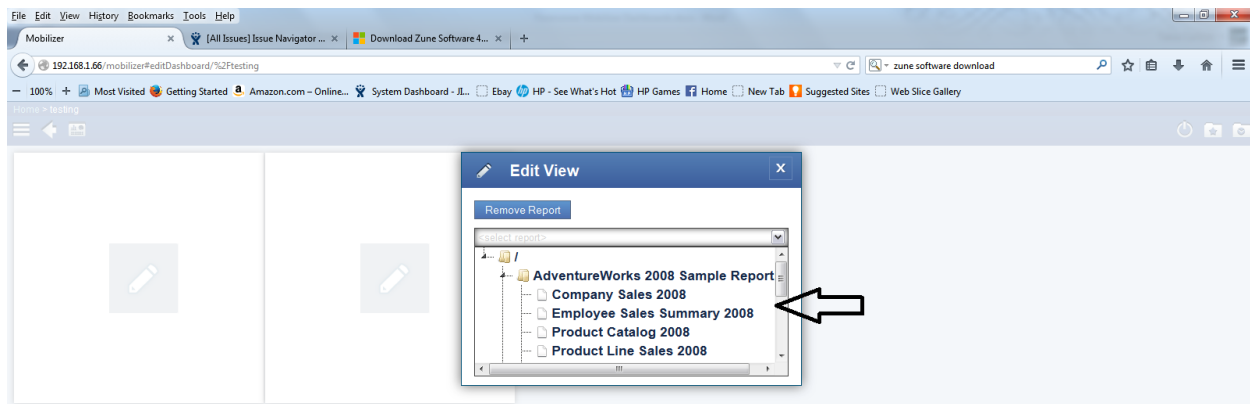 File Edit View History Bookmarks Tools Help
Mobilizer × [All Issues] Issue Navigator ... × Download Zune Software 4... × +
192.168.1.66/mobilizer#editDashboard/%2Ftesting zune software download
− 100% + Most Visited Getting Started Amazon.com – Online... System Dashboard - JI... Ebay HP - See What's Hot HP Games Home New Tab Suggested Sites Web Slice Gallery
Home > testing
Edit View X
Remove Report
<select report>
/
AdventureWorks 2008 Sample Report
Company Sales 2008
Employee Sales Summary 2008
Product Catalog 2008
Product Line Sales 2008